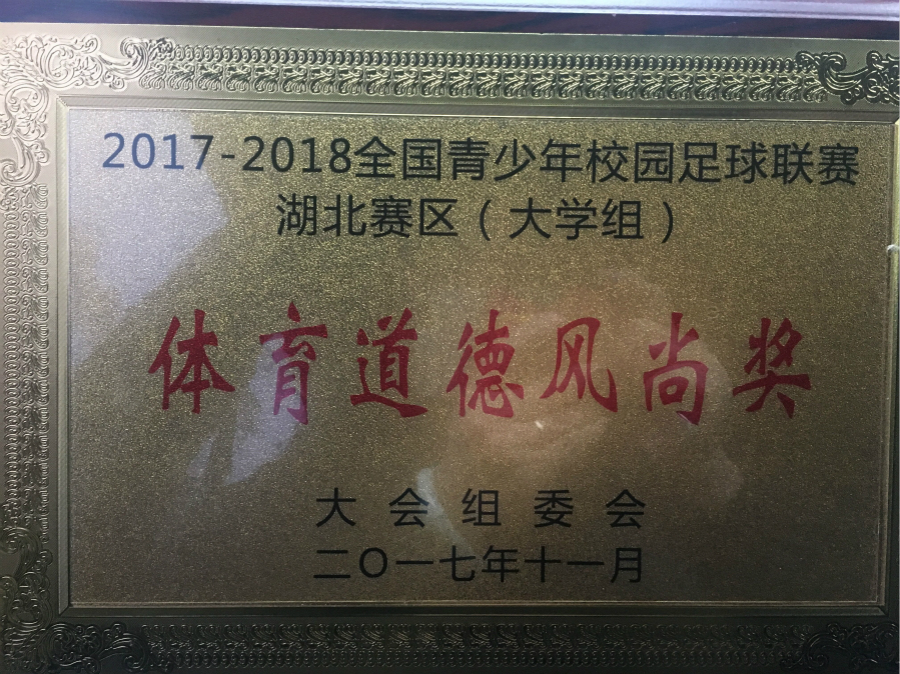 2017-2018全国青少年校园足球联赛
湖北赛区（大学组）
体育道德风尚奖
大会组委会
二〇一七年十一月